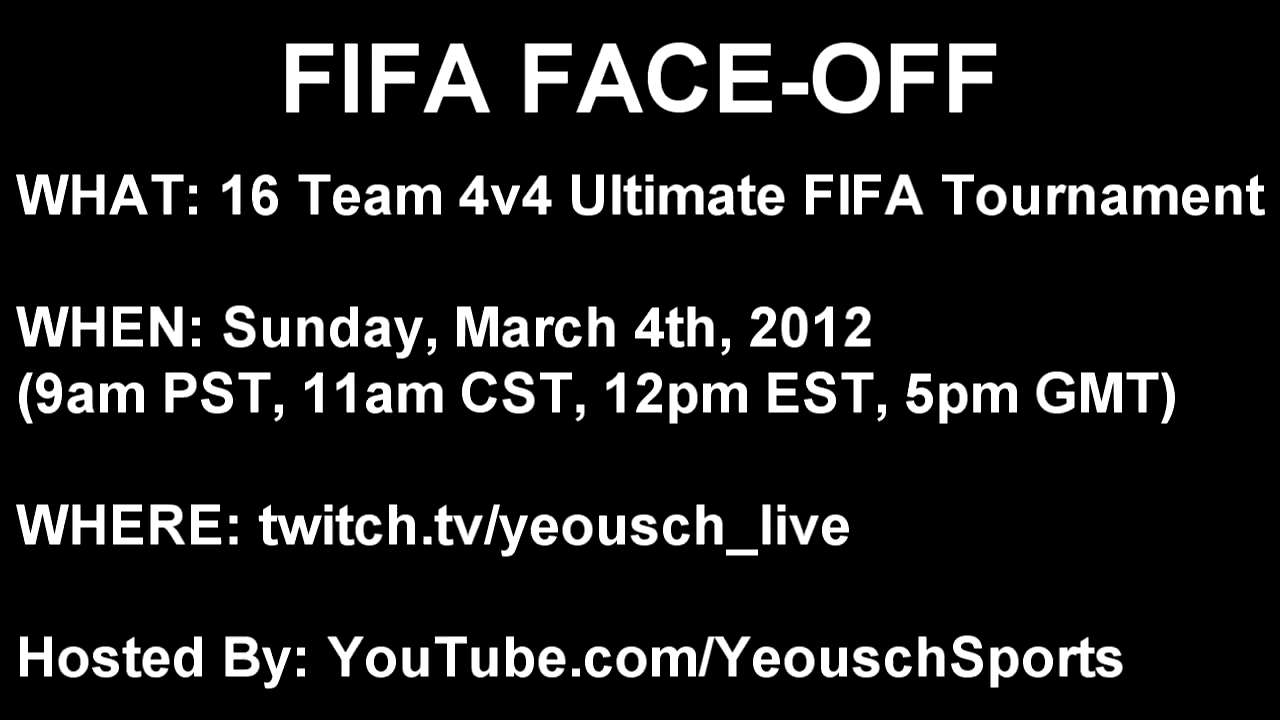 FIFA FACE-OFF
WHAT: 16 Team 4v4 Ultimate FIFA Tournament
WHEN: Sunday, March 4th, 2012
(9am PST, 11am CST, 12pm EST, 5pm GMT)
WHERE: twitch.tv/yeousch_live
Hosted By: YouTube.com/YeouschSports